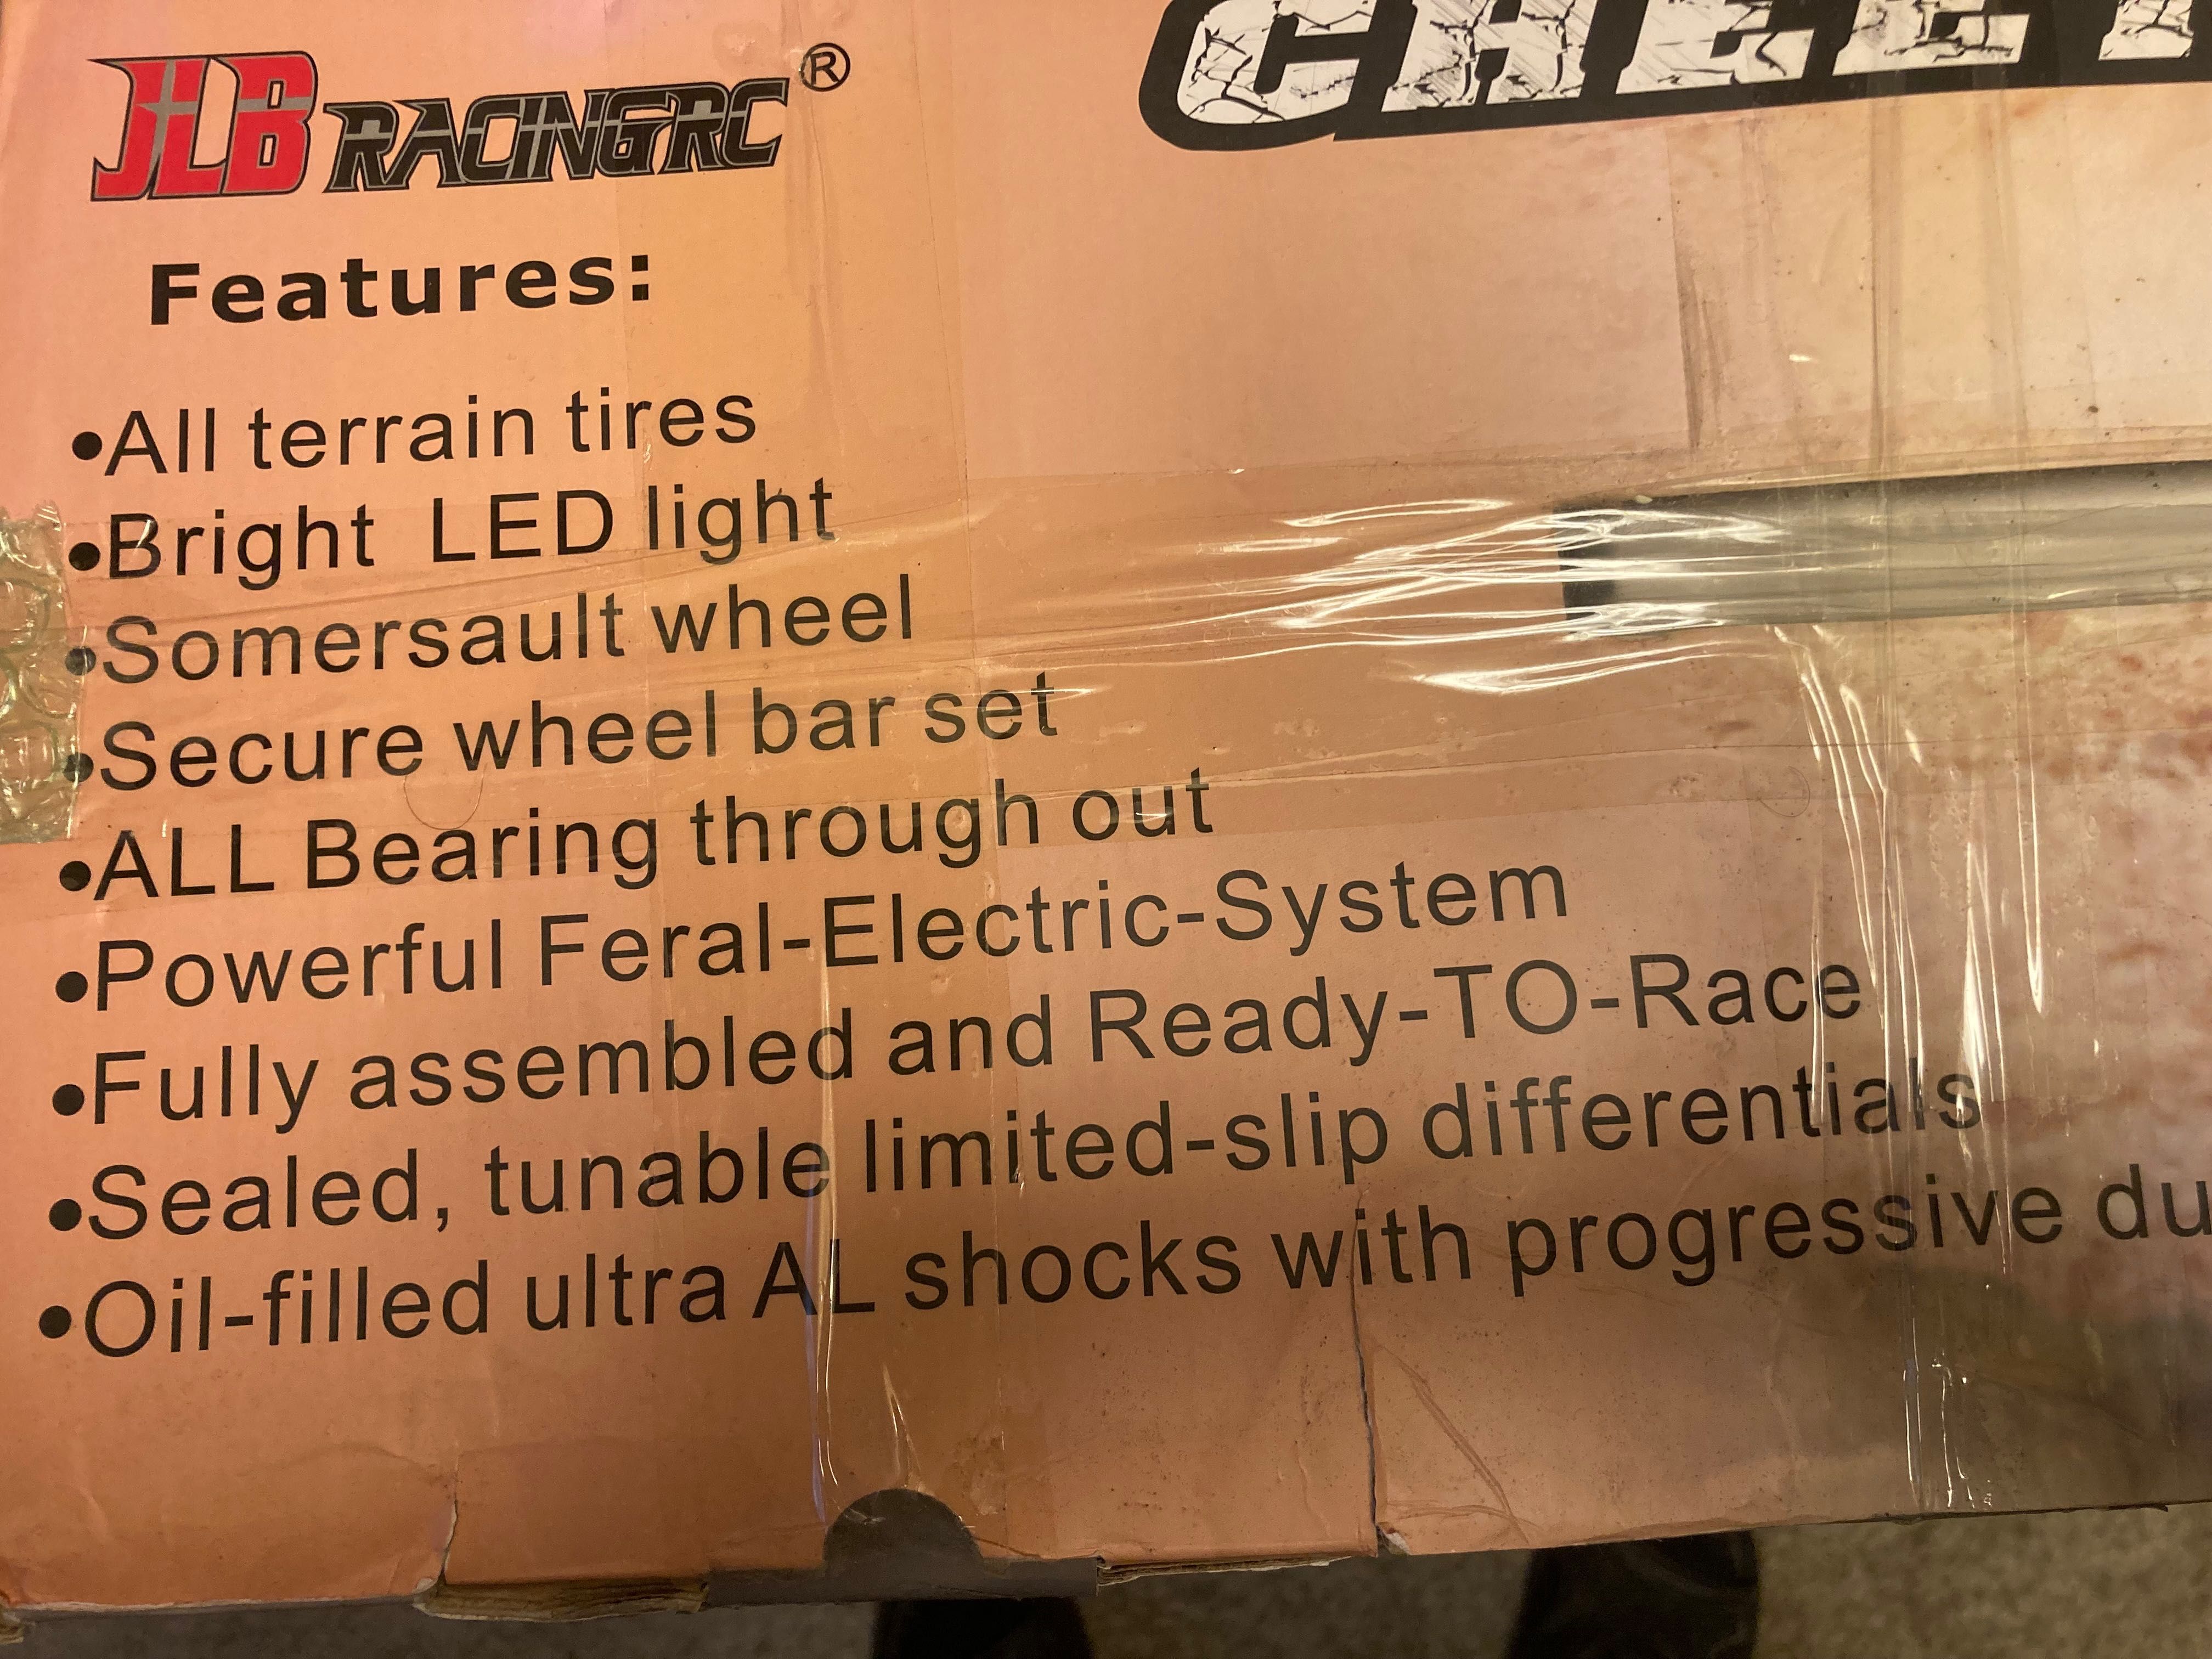 JLB RACING RC ®
Features:
•All terrain tires
•Bright LED light
•Somersault wheel
•Secure wheel bar set
•ALL Bearing through out
•Powerful Feral-Electric-System
•Fully assembled and Ready-TO-Race
•Sealed, tunable limited-slip differentials
•Oil-filled ultra AL shocks with progressive